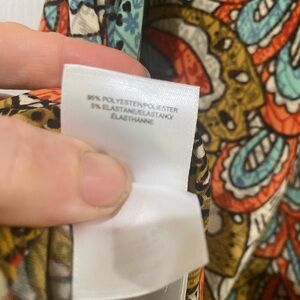 95% POLYESTER/POLIESTER
5% ELASTANE/ELASTANO/
ÉLASTHANNE